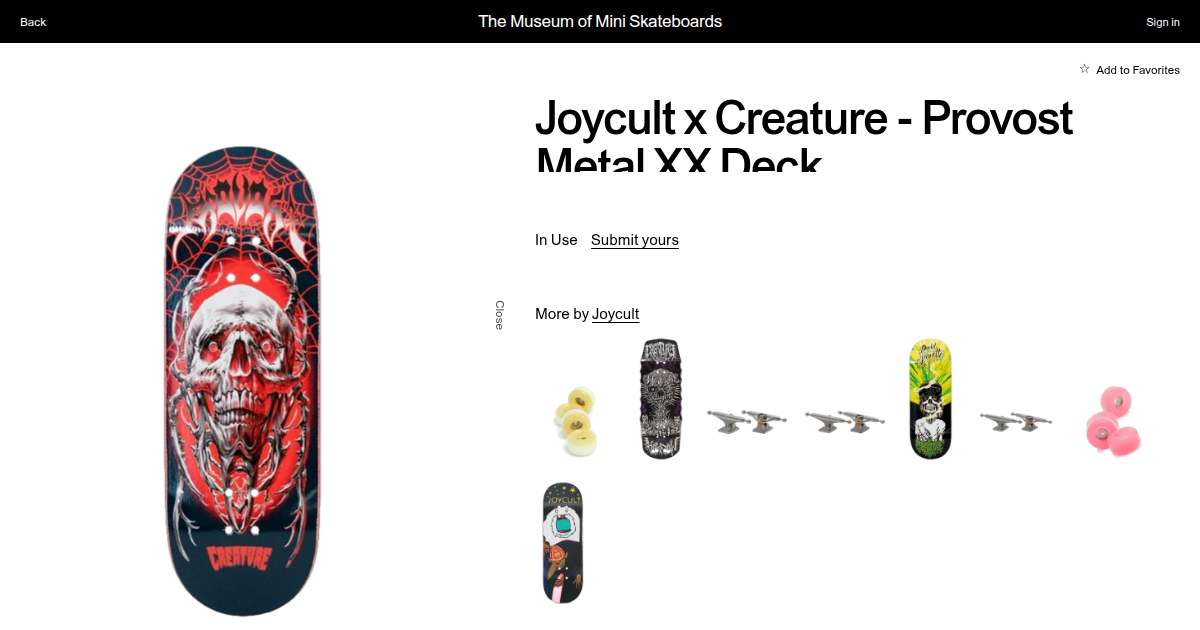 Back
The Museum of Mini Skateboards
Sign in
☆ Add to Favorites
Joycult x Creature - Provost
Metal XX Deck
In Use Submit yours
Close
More by Joycult
CREATURE
CREATURE
JOYCULT